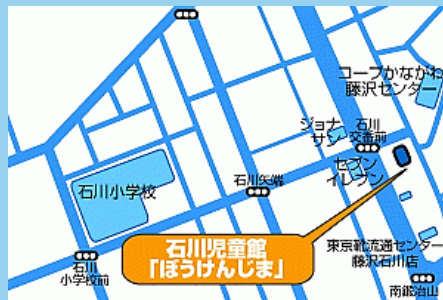 コープかながわ
藤沢センター
ジョナ
サン
石川
交番前
セブン
イレブン
石川小学校
石川矢端
石川
小学校前
石川児童館
「ぼうけんじま」
東京靴流通センター
藤沢石川店
南鍛冶山